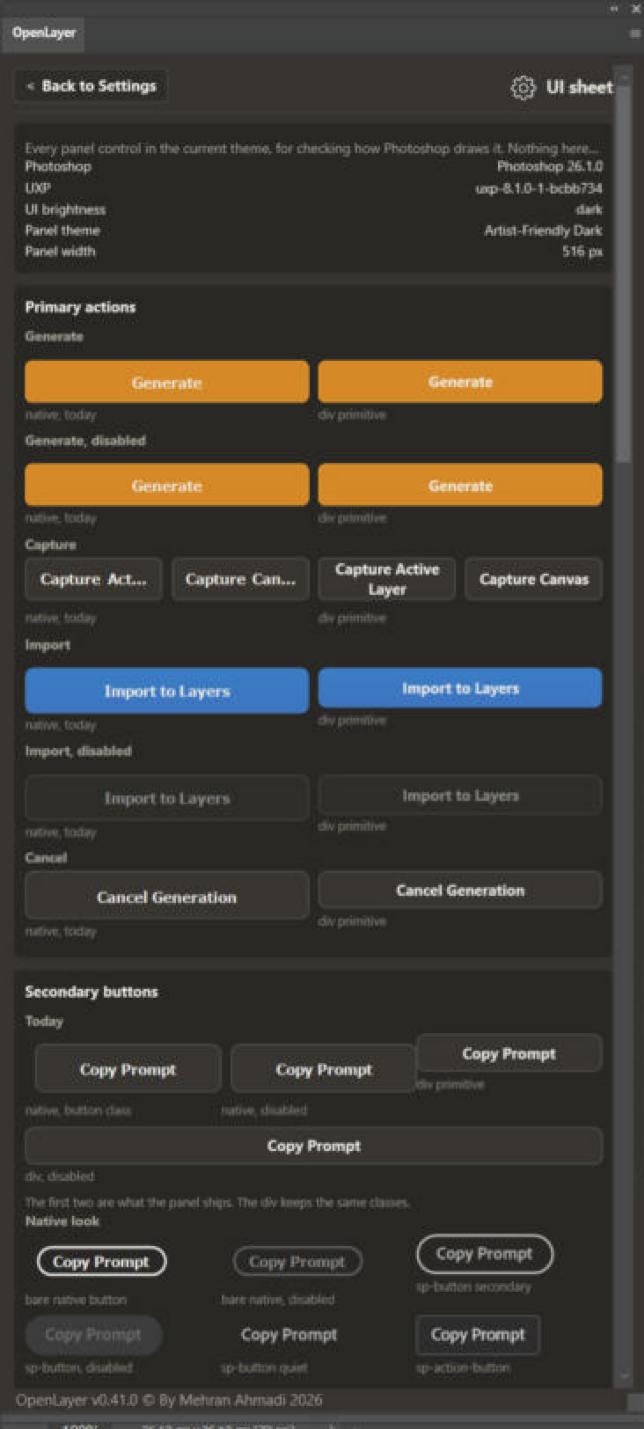 OpenLayer
< Back to Settings
UI sheet
Every panel control in the current theme, for checking how Photoshop draws it. Nothing here...
Photoshop Photoshop 26.1.0
UXP uxp-8.1.0-1-bcbb734
UI brightness dark
Panel theme Artist-Friendly Dark
Panel width 516 px
Primary actions
Generate
Generate Generate
native, today div primitive
Generate, disabled
Generate Generate
native, today div primitive
Capture
Capture Act... Capture Can... Capture Active Layer Capture Canvas
native, today div primitive
Import
Import to Layers Import to Layers
native, today div primitive
Import, disabled
Import to Layers Import to Layers
native, today div primitive
Cancel
Cancel Generation Cancel Generation
native, today div primitive
Secondary buttons
Today
Copy Prompt Copy Prompt Copy Prompt
native, button class native, disabled div primitive
Copy Prompt
div, disabled
The first two are what the panel ships. The div keeps the same classes.
Native look
Copy Prompt Copy Prompt Copy Prompt
bare native button bare native, disabled sp-button secondary
Copy Prompt Copy Prompt Copy Prompt
sp-button, disabled sp-button quiet sp-action-button
OpenLayer v0.41.0 © By Mehran Ahmadi 2026